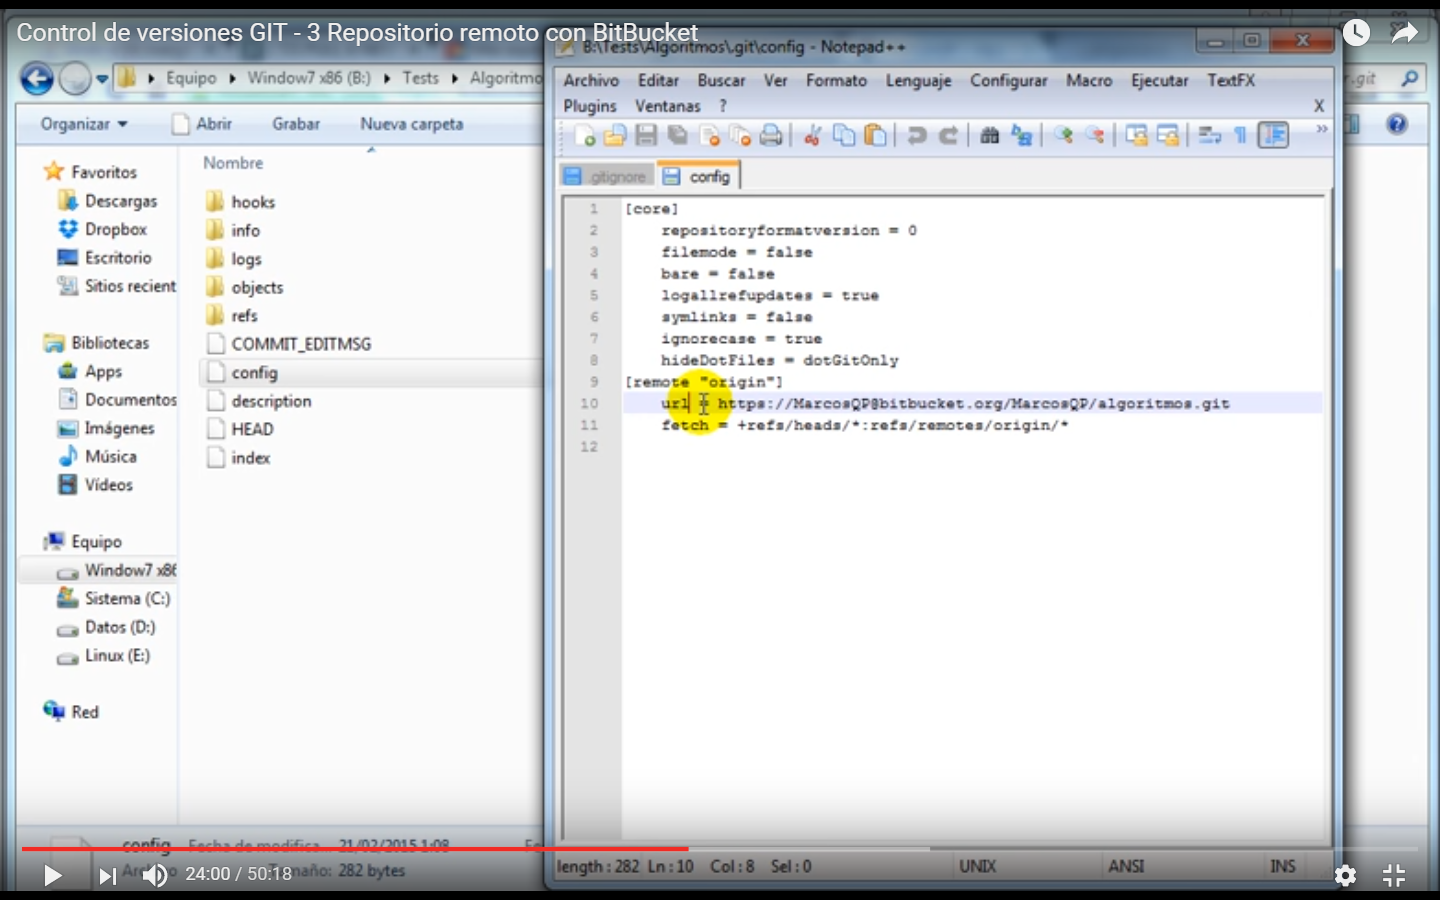 Control de versiones GIT - 3 Repositorio remoto con BitBucket
B:\Tests\Algoritmos\.git\config - Notepad++
Equipo Window7 x86 (B:) Tests Algoritmo
r.git
Archivo Editar Buscar Ver Formato Lenguaje Configurar Macro Ejecutar TextFX
Plugins Ventanas ? X
Organizar Abrir Grabar Nueva carpeta
.gitignore config
Nombre
Favoritos
Descargas
Dropbox
Escritorio
Sitios recient
Bibliotecas
Apps
Documentos
Imágenes
Música
Vídeos
Equipo
Window7 x86
Sistema (C:)
Datos (D:)
Linux (E:)
Red
hooks
info
logs
objects
refs
COMMIT_EDITMSG
config
description
HEAD
index
1 [core]
2 repositoryformatversion = 0
3 filemode = false
4 bare = false
5 logallrefupdates = true
6 symlinks = false
7 ignorecase = true
8 hideDotFiles = dotGitOnly
9 [remote "origin"]
10 url = https://MarcosQP@bitbucket.org/MarcosQP/algoritmos.git
11 fetch = +refs/heads/*:refs/remotes/origin/*
12
config Fecha de modifica... 21/02/2015 1:08
282 bytes
length : 282 Ln : 10 Col : 8 Sel : 0 UNIX ANSI INS
24:00 / 50:18